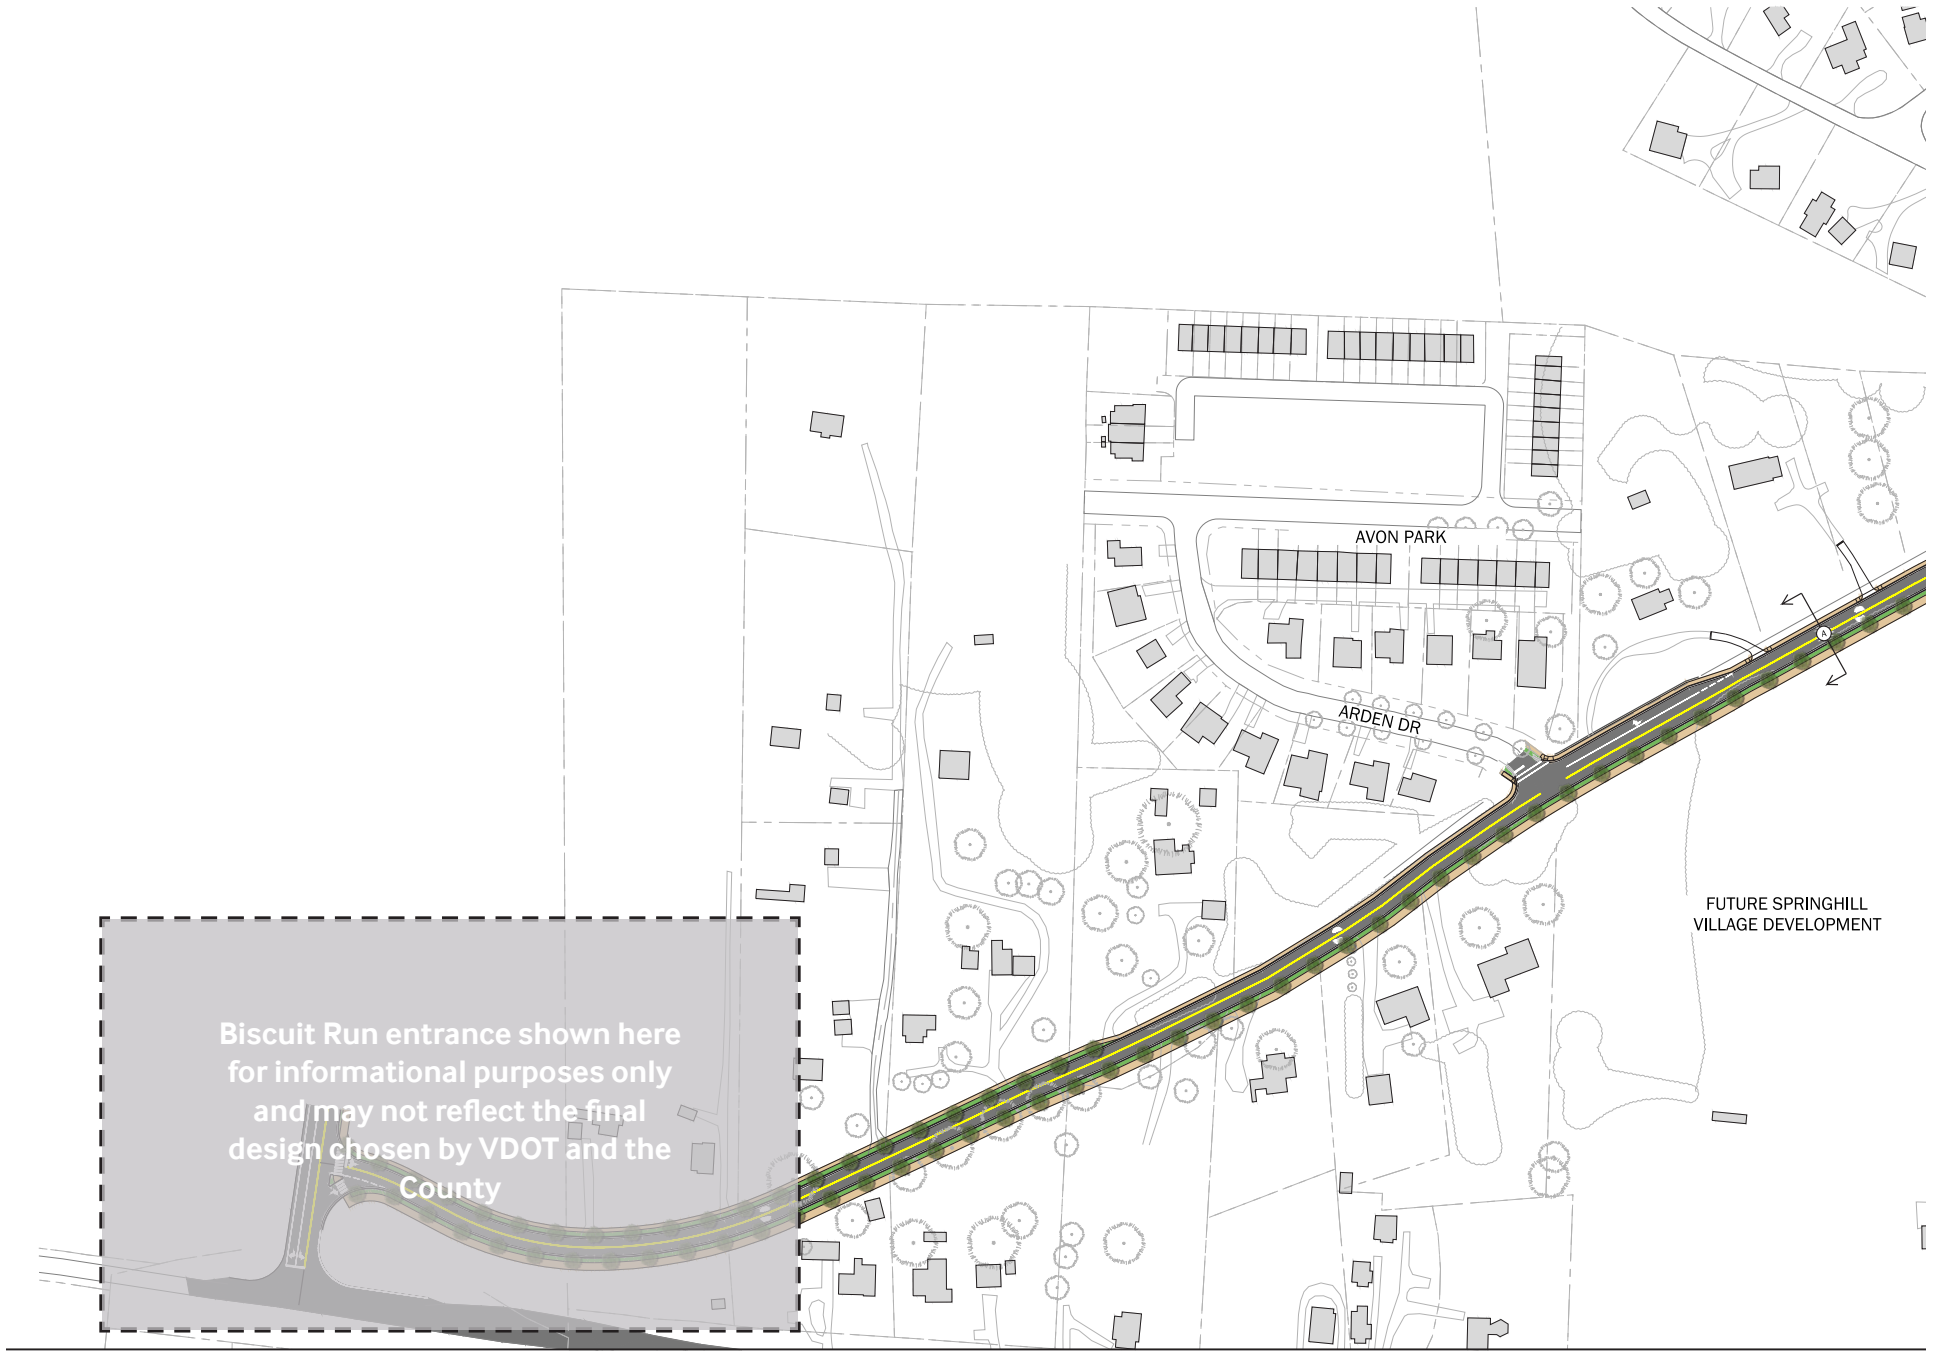 AVON PARK
A
ARDEN DR
FUTURE SPRINGHILL
VILLAGE DEVELOPMENT
Biscuit Run entrance shown here
for informational purposes only
and may not reflect the final
design chosen by VDOT and the
County